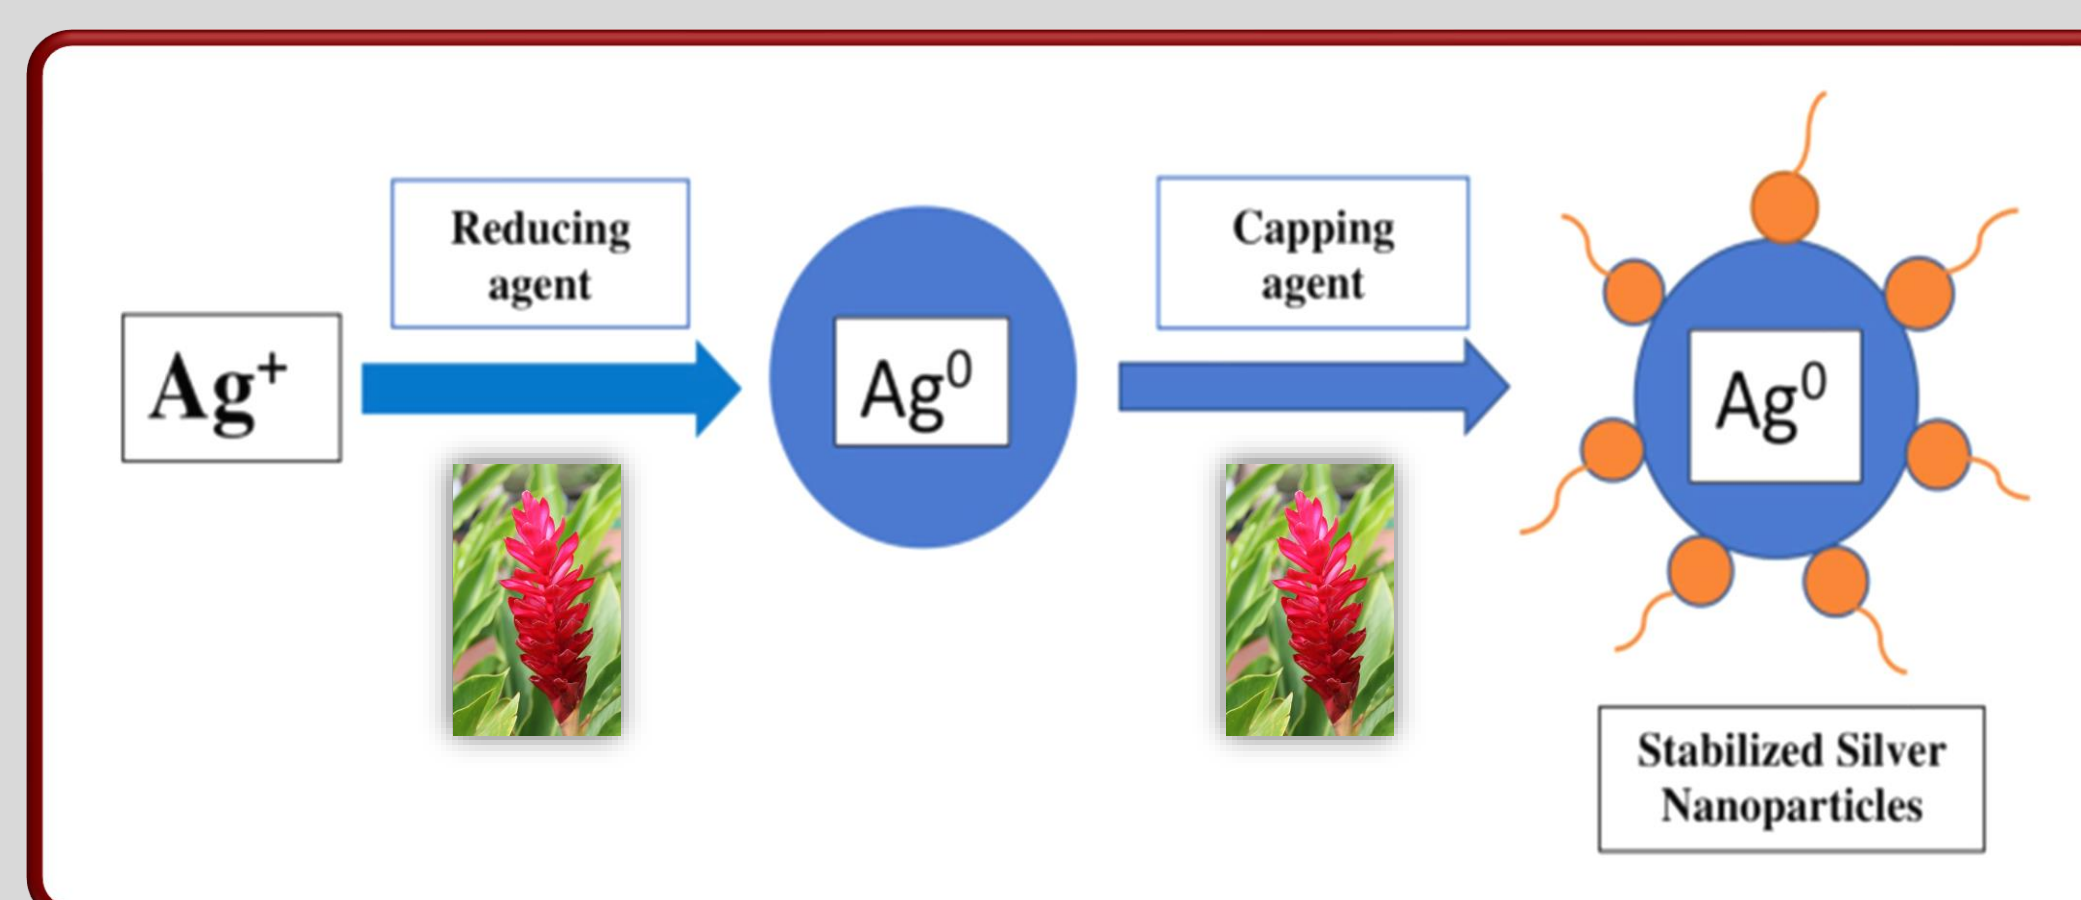 Reducing
agent
Capping
agent
Ag⁺
Ag⁰
Ag⁰
Stabilized Silver
Nanoparticles